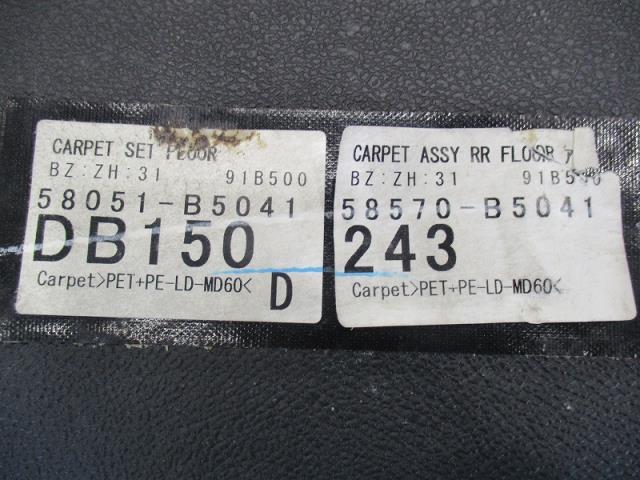 CARPET SET FLOOR
BZ:ZH:31 91B500
58051-B5041
DB150
Carpet>PET+PE-LD-MD60< D
CARPET ASSY RR FLOOR
BZ:ZH:31 91B500
58570-B5041
243
Carpet>PET+PE-LD-MD60<